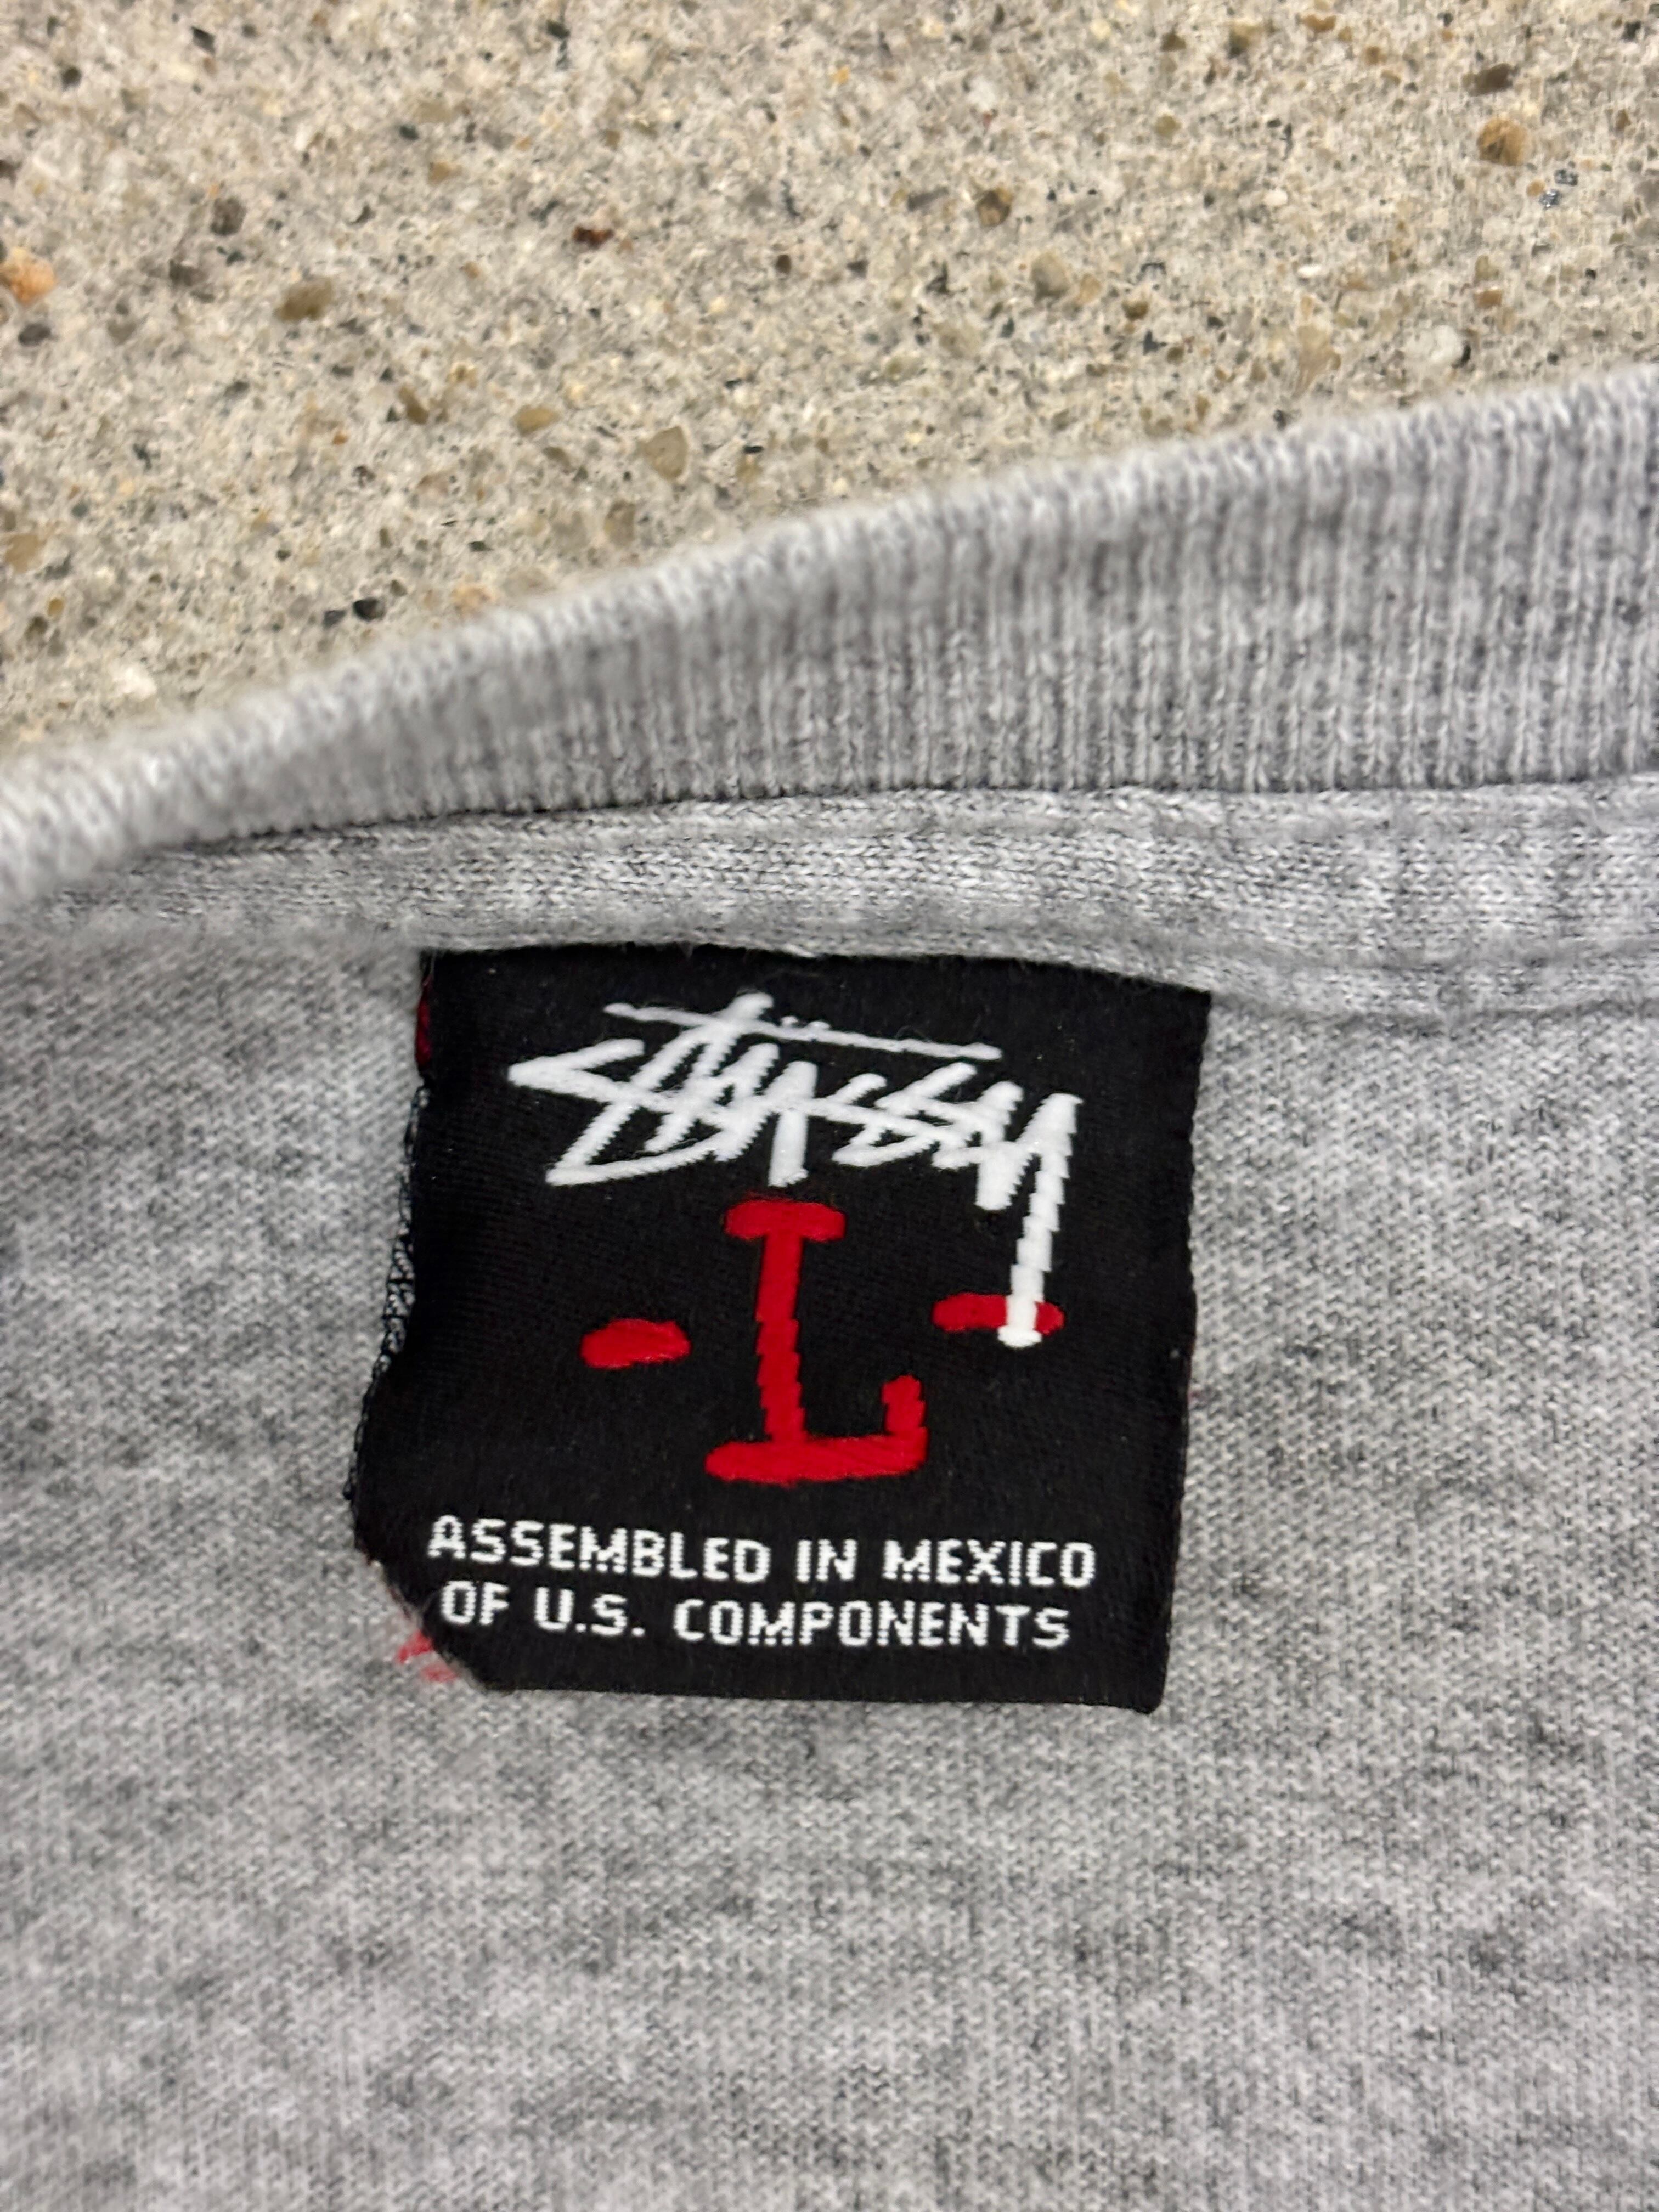 STÜSSY
- L -
ASSEMBLED IN MEXICO
OF U.S. COMPONENTS